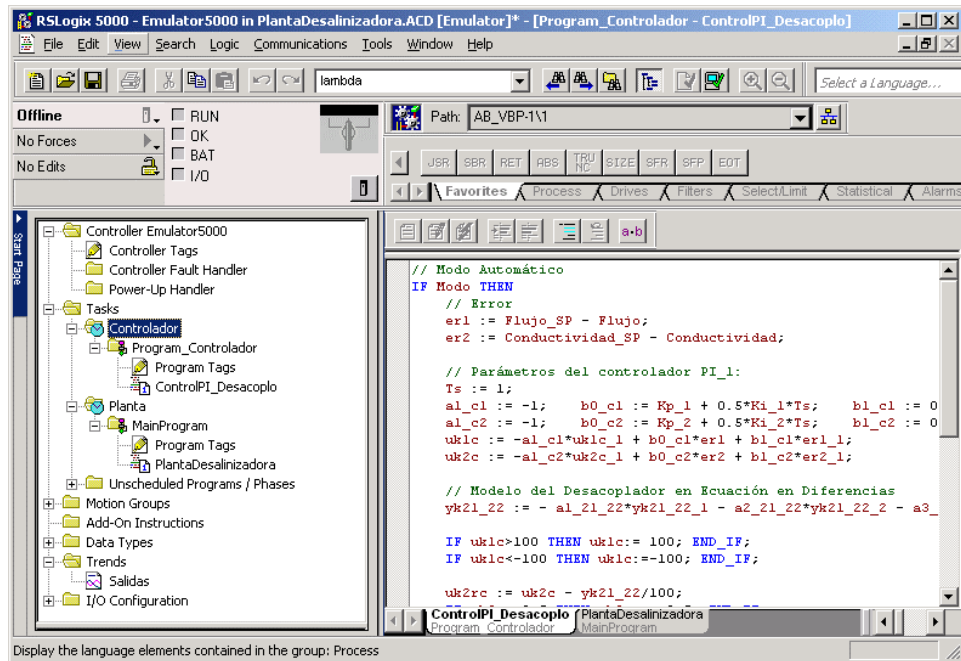 RSLogix 5000 - Emulator5000 in PlantaDesalinizadora.ACD [Emulator]* - [Program_Controlador - ControlPI_Desacoplo]
File Edit View Search Logic Communications Tools Window Help
lambda
Select a Language...
Offline
RUN
No Forces
OK
No Edits
BAT
I/O
Path: AB_VBP-1\1
JSR SBR RET ABS TRUNC SIZE SFR SFP EOT
Favorites Process Drives Filters Select/Limit Statistical Alarms
Start Page
Controller Emulator5000
Controller Tags
Controller Fault Handler
Power-Up Handler
Tasks
Controlador
Program_Controlador
Program Tags
ControlPI_Desacoplo
Planta
MainProgram
Program Tags
PlantaDesalinizadora
Unscheduled Programs / Phases
Motion Groups
Add-On Instructions
Data Types
Trends
Salidas
I/O Configuration
a•b
// Modo Automático
IF Modo THEN
// Error
er1 := Flujo_SP - Flujo;
er2 := Conductividad_SP - Conductividad;
// Parámetros del controlador PI_1:
Ts := 1;
a1_c1 := -1; b0_c1 := Kp_1 + 0.5*Ki_1*Ts; b1_c1 := 0
a1_c2 := -1; b0_c2 := Kp_2 + 0.5*Ki_2*Ts; b1_c2 := 0
uk1c := -a1_c1*uk1c_1 + b0_c1*er1 + b1_c1*er1_1;
uk2c := -a1_c2*uk2c_1 + b0_c2*er2 + b1_c2*er2_1;
// Modelo del Desacoplador en Ecuación en Diferencias
yk21_22 := - a1_21_22*yk21_22_1 - a2_21_22*yk21_22_2 - a3_
IF uk1c>100 THEN uk1c:= 100; END_IF;
IF uk1c<-100 THEN uk1c:=-100; END_IF;
uk2rc := uk2c - yk21_22/100;
ControlPI_Desacoplo PlantaDesalinizadora
Program_Controlador MainProgram
Display the language elements contained in the group: Process